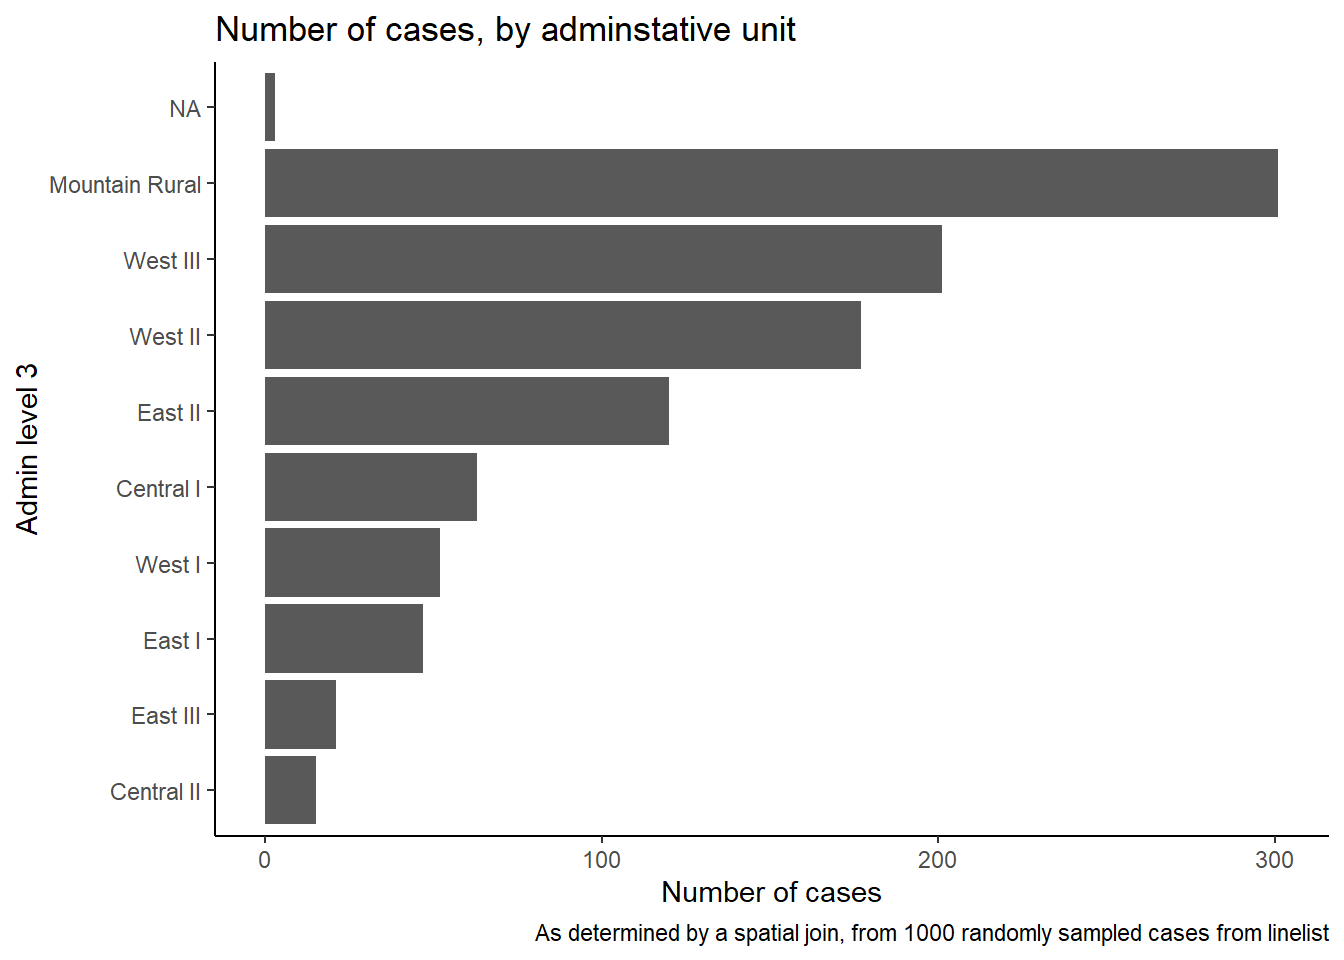 Number of cases, by adminstative unit
NA
Mountain Rural
West III
West II
East II
Central I
West I
East I
East III
Central II
Admin level 3
0 100 200 300
Number of cases
As determined by a spatial join, from 1000 randomly sampled cases from linelist